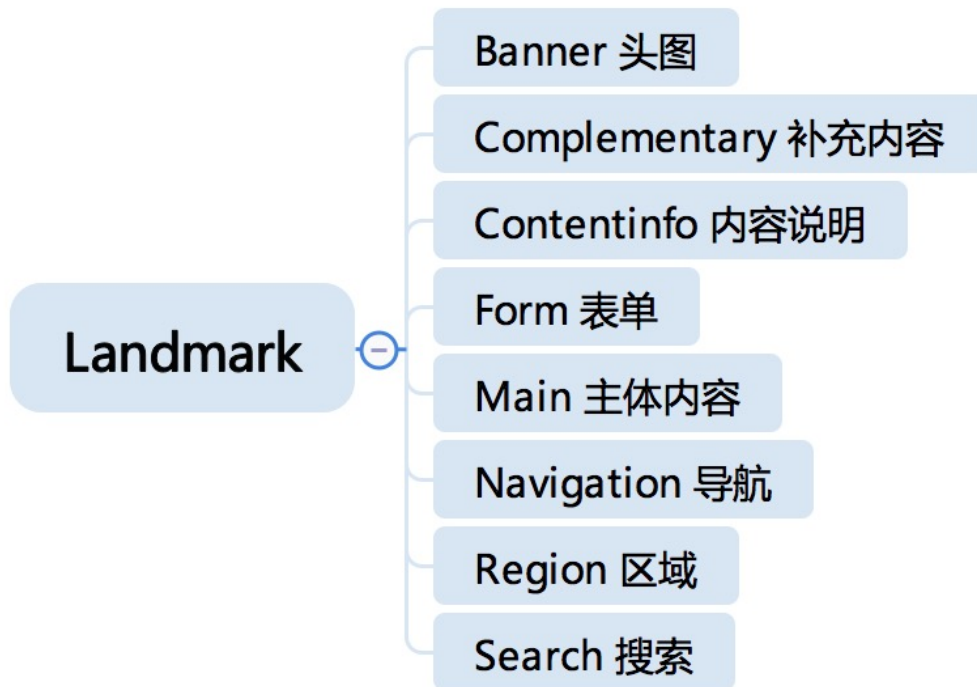 Landmark
Banner 头图
Complementary 补充内容
Contentinfo 内容说明
Form 表单
Main 主体内容
Navigation 导航
Region 区域
Search 搜索